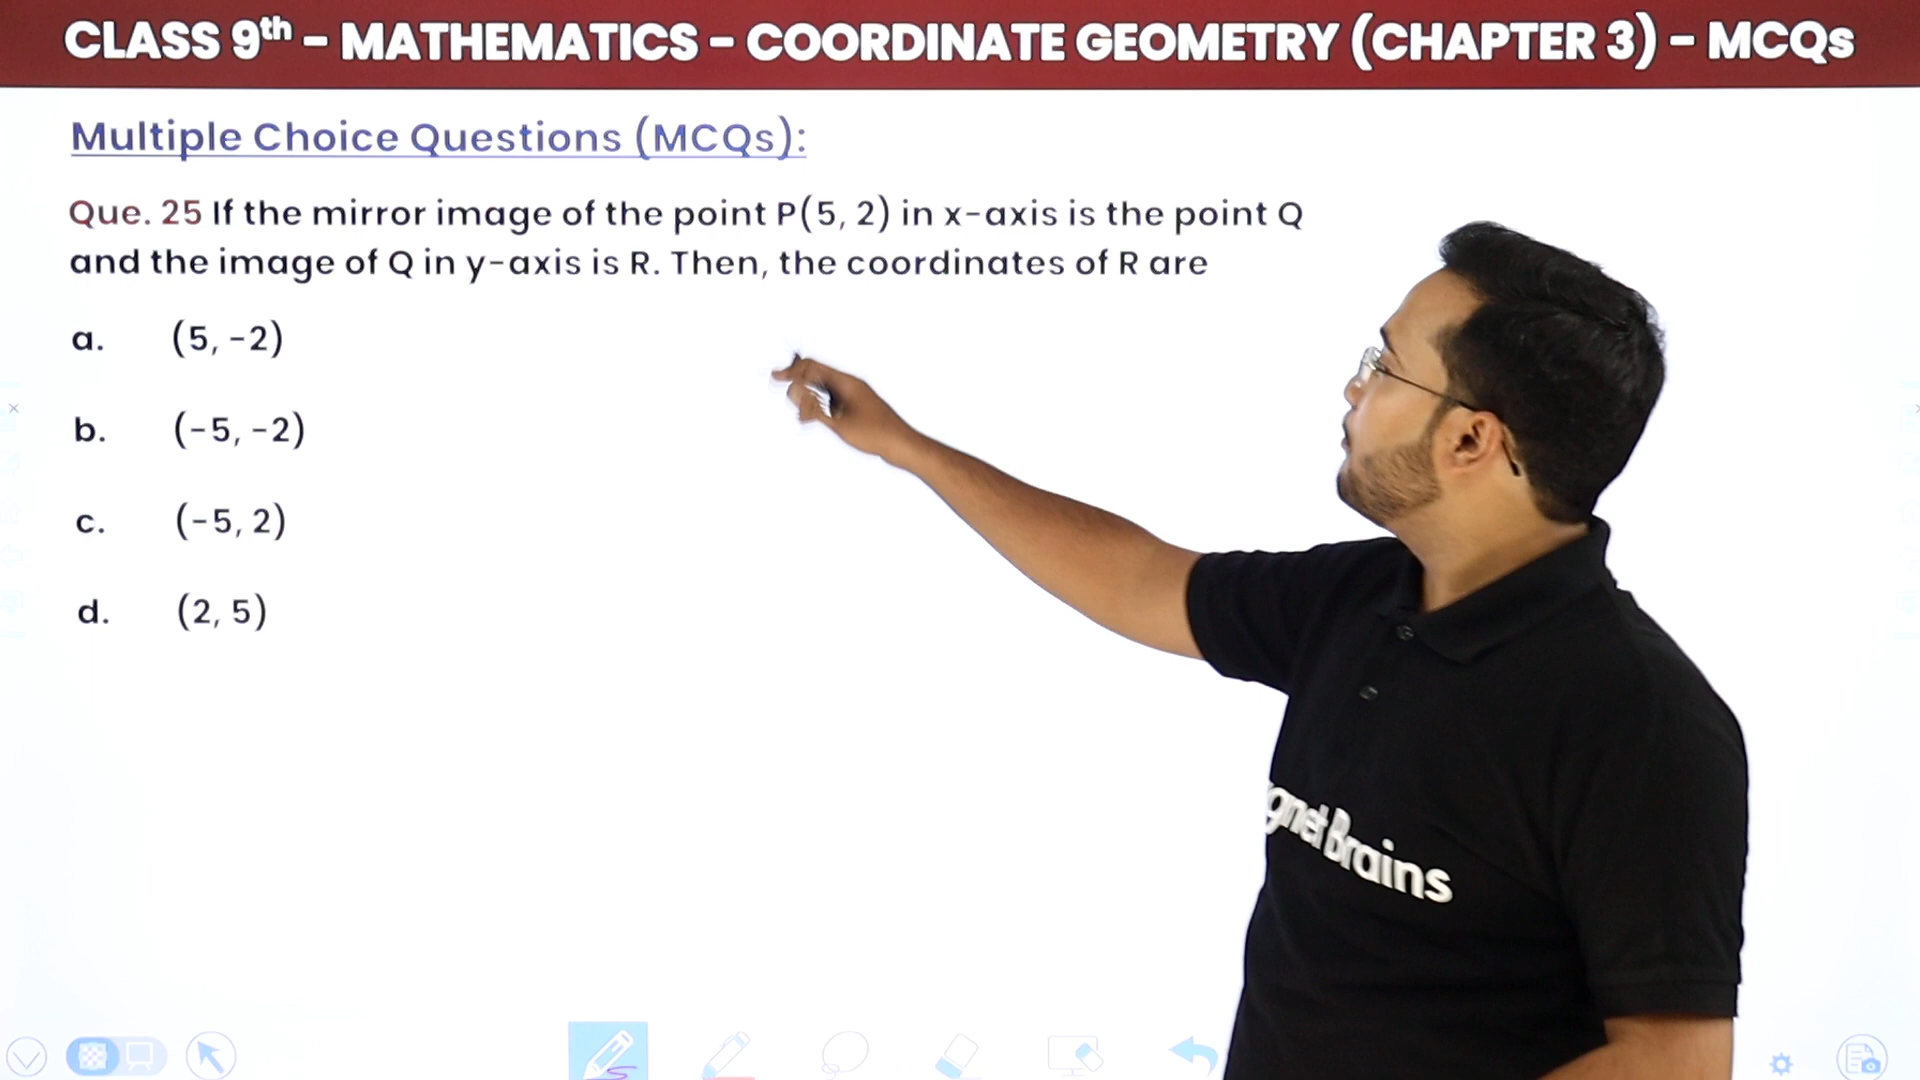 CLASS 9th – MATHEMATICS – COORDINATE GEOMETRY (CHAPTER 3) – MCQs
Multiple Choice Questions (MCQs):
Que. 25 If the mirror image of the point P(5, 2) in x-axis is the point Q
and the image of Q in y-axis is R. Then, the coordinates of R are
a. (5, -2)
b. (-5, -2)
c. (-5, 2)
d. (2, 5)
gnet Brains